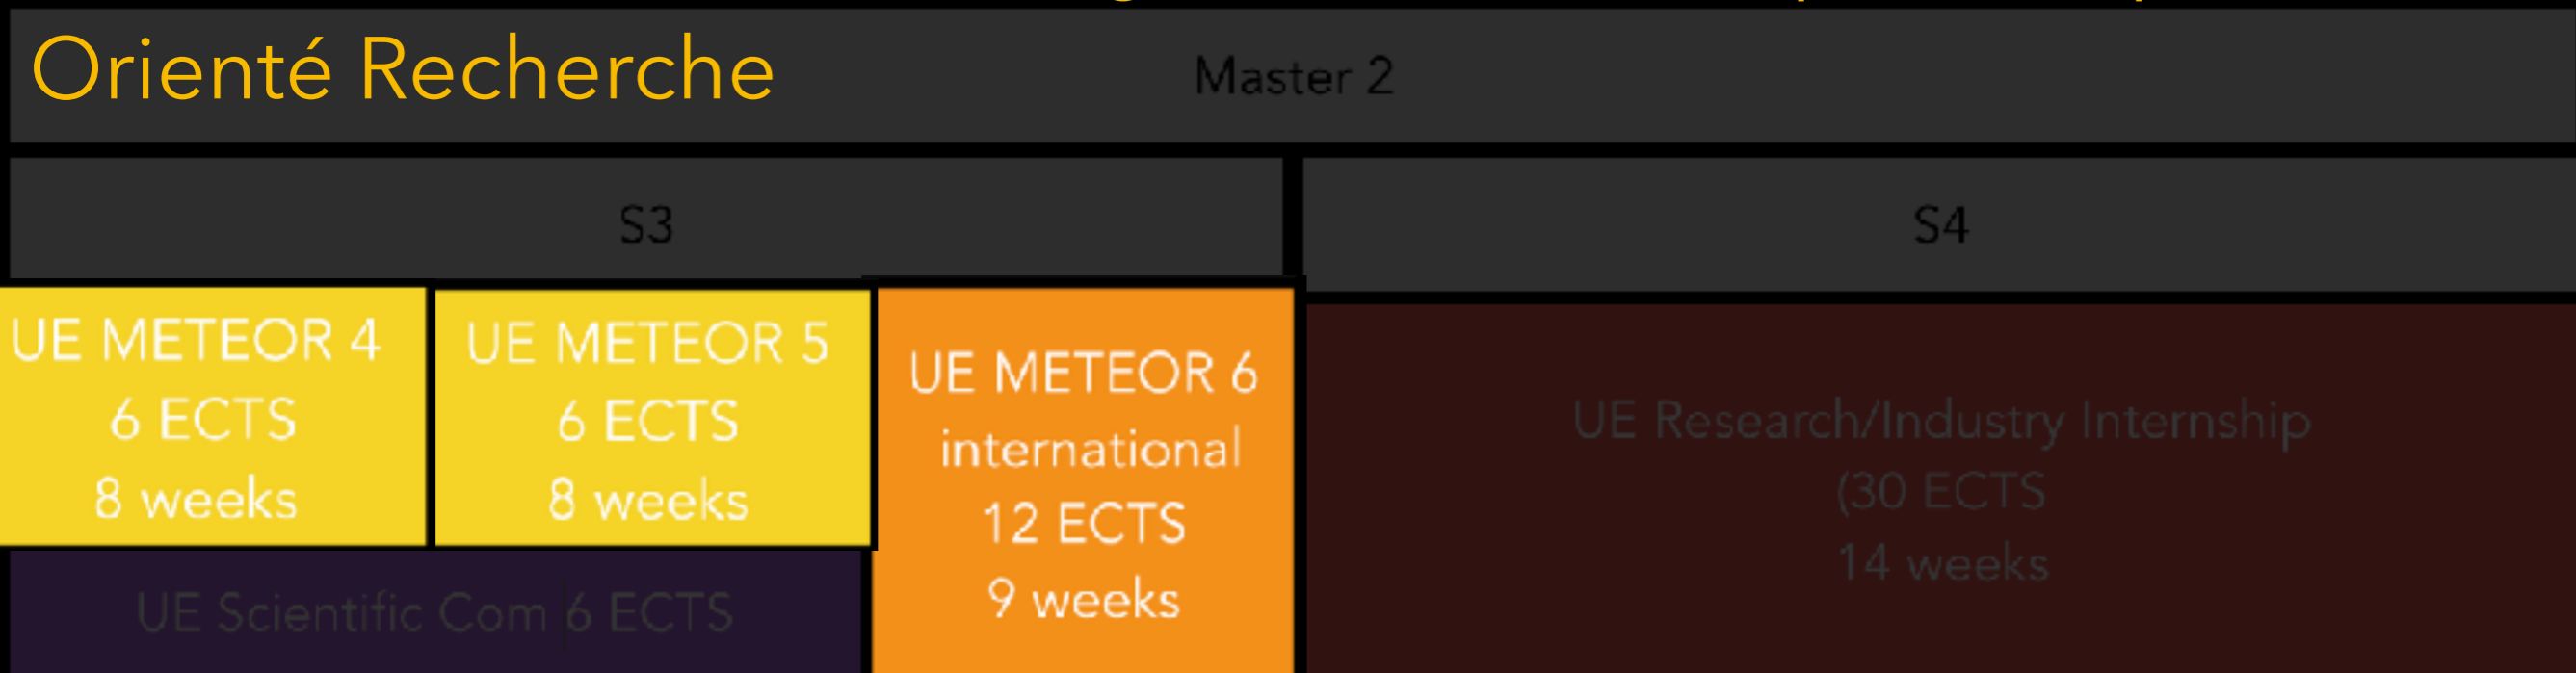 Orienté Recherche
Master 2
S3
S4
UE METEOR 4
6 ECTS
8 weeks
UE METEOR 5
6 ECTS
8 weeks
UE METEOR 6
international
12 ECTS
9 weeks
UE Research/Industry Internship
(30 ECTS
14 weeks
UE Scientific Com 6 ECTS